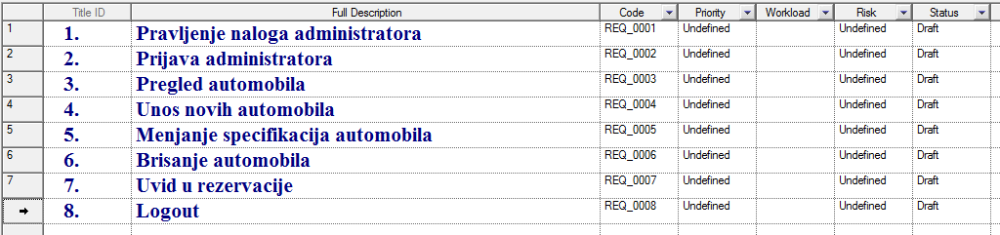 Title ID Full Description Code Priority Workload Risk Status
1 1. Pravljenje naloga administratora REQ_0001 Undefined Undefined Draft
2 2. Prijava administratora REQ_0002 Undefined Undefined Draft
3 3. Pregled automobila REQ_0003 Undefined Undefined Draft
4 4. Unos novih automobila REQ_0004 Undefined Undefined Draft
5 5. Menjanje specifikacija automobila REQ_0005 Undefined Undefined Draft
6 6. Brisanje automobila REQ_0006 Undefined Undefined Draft
7 7. Uvid u rezervacije REQ_0007 Undefined Undefined Draft
8. Logout REQ_0008 Undefined Undefined Draft